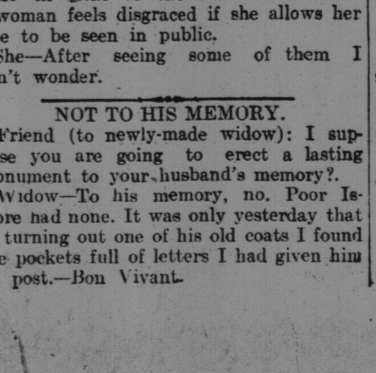 woman feels disgraced if she allows her
e to be seen in public.
She—After seeing some of them I
n't wonder.
NOT TO HIS MEMORY.
Friend (to newly-made widow): I sup-
se you are going to erect a lasting
onument to your husband's memory?.
Widow—To his memory, no. Poor Is-
ore had none. It was only yesterday that
turning out one of his old coats I found
e pockets full of letters I had given him
post.—Bon Vivant.